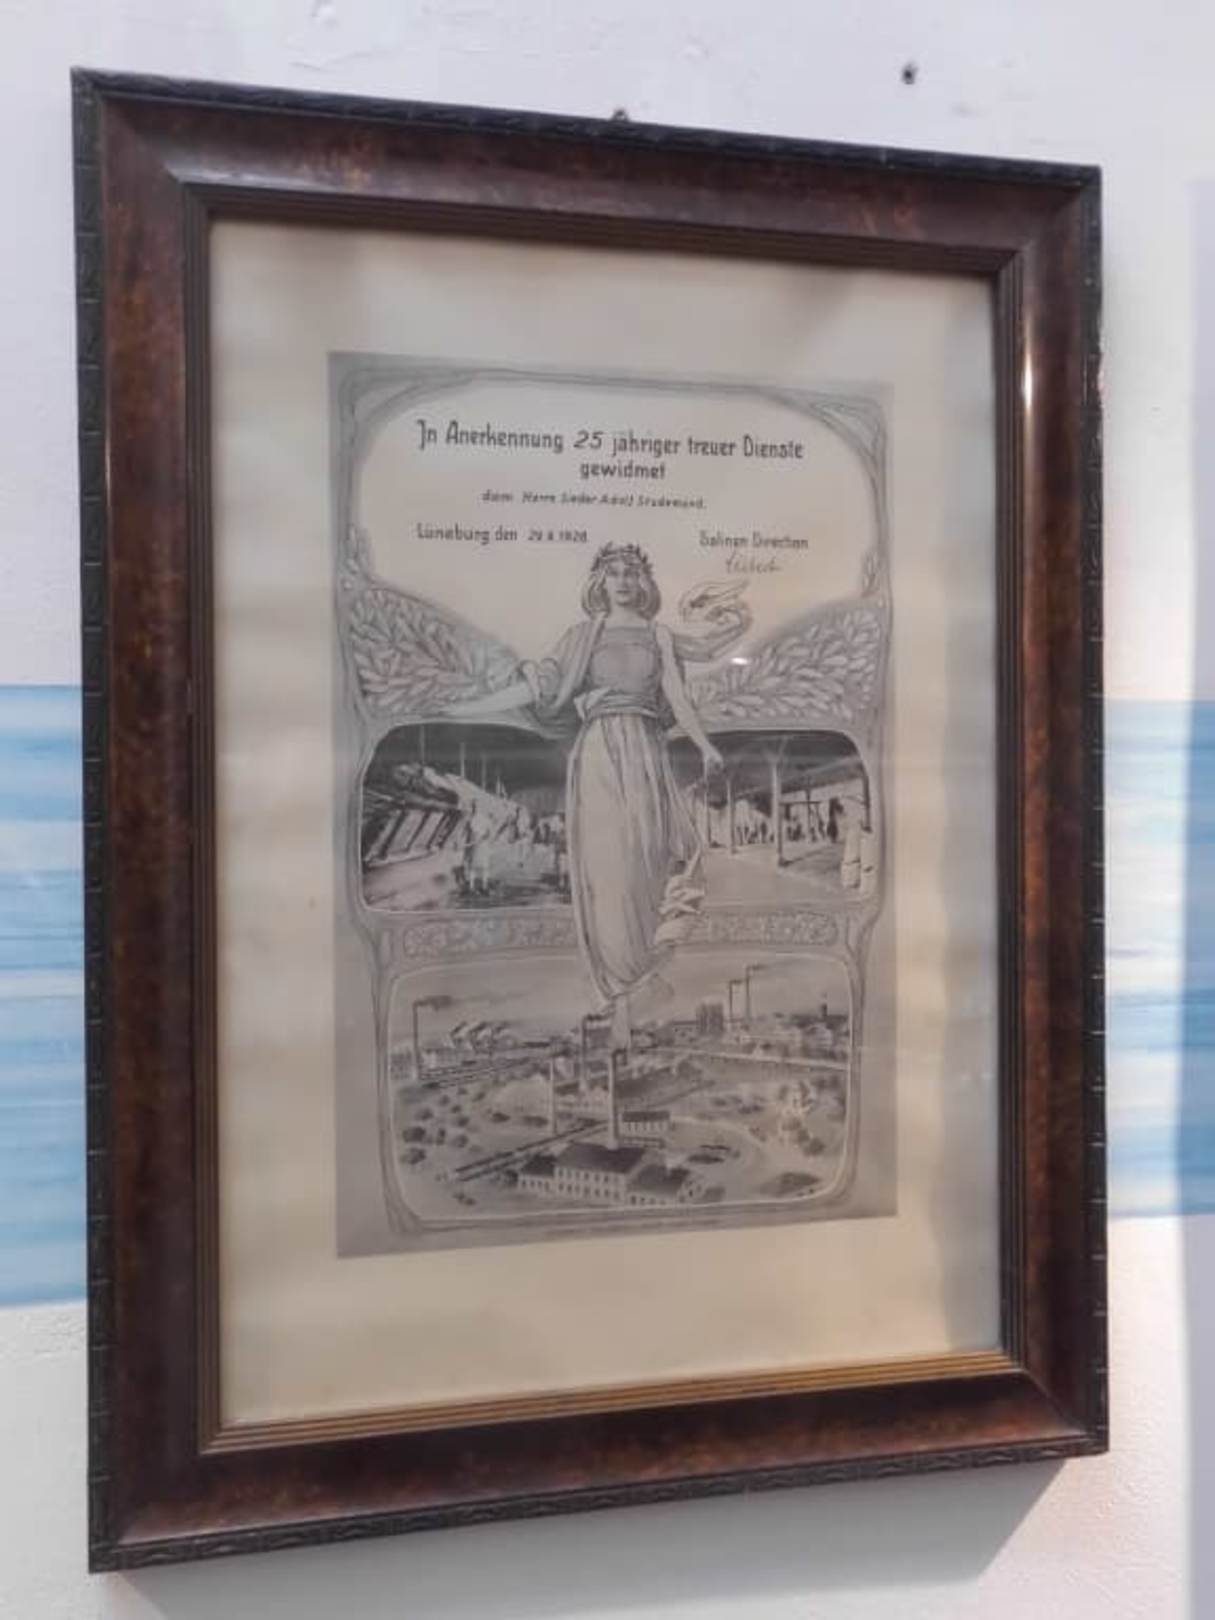 In Anerkennung 25 jähriger treuer Dienste
gewidmet
dem Herrn Sieder Adolf Studemund.
Lüneburg den 29.8.1928
Salinen Direction